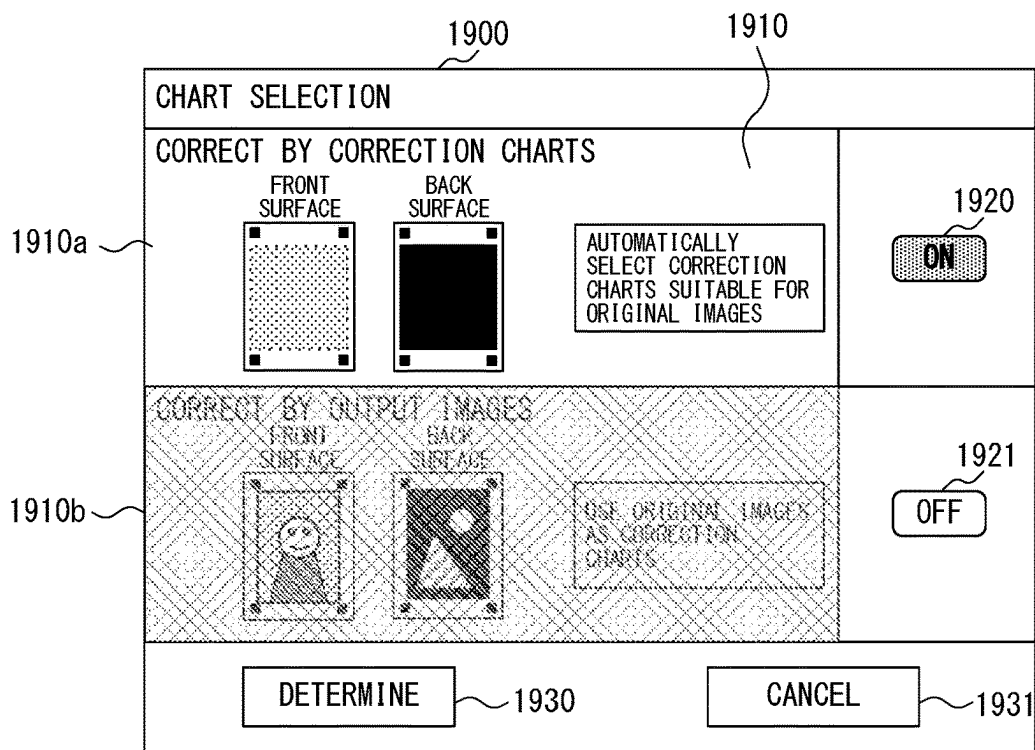 1900
1910
CHART SELECTION
CORRECT BY CORRECTION CHARTS
FRONT
SURFACE
BACK
SURFACE
1910a
AUTOMATICALLY
SELECT CORRECTION
CHARTS SUITABLE FOR
ORIGINAL IMAGES
1920
ON
CORRECT BY OUTPUT IMAGES
FRONT
SURFACE
BACK
SURFACE
1910b
USE ORIGINAL IMAGES
AS CORRECTION
CHARTS
1921
OFF
DETERMINE
1930
CANCEL
1931